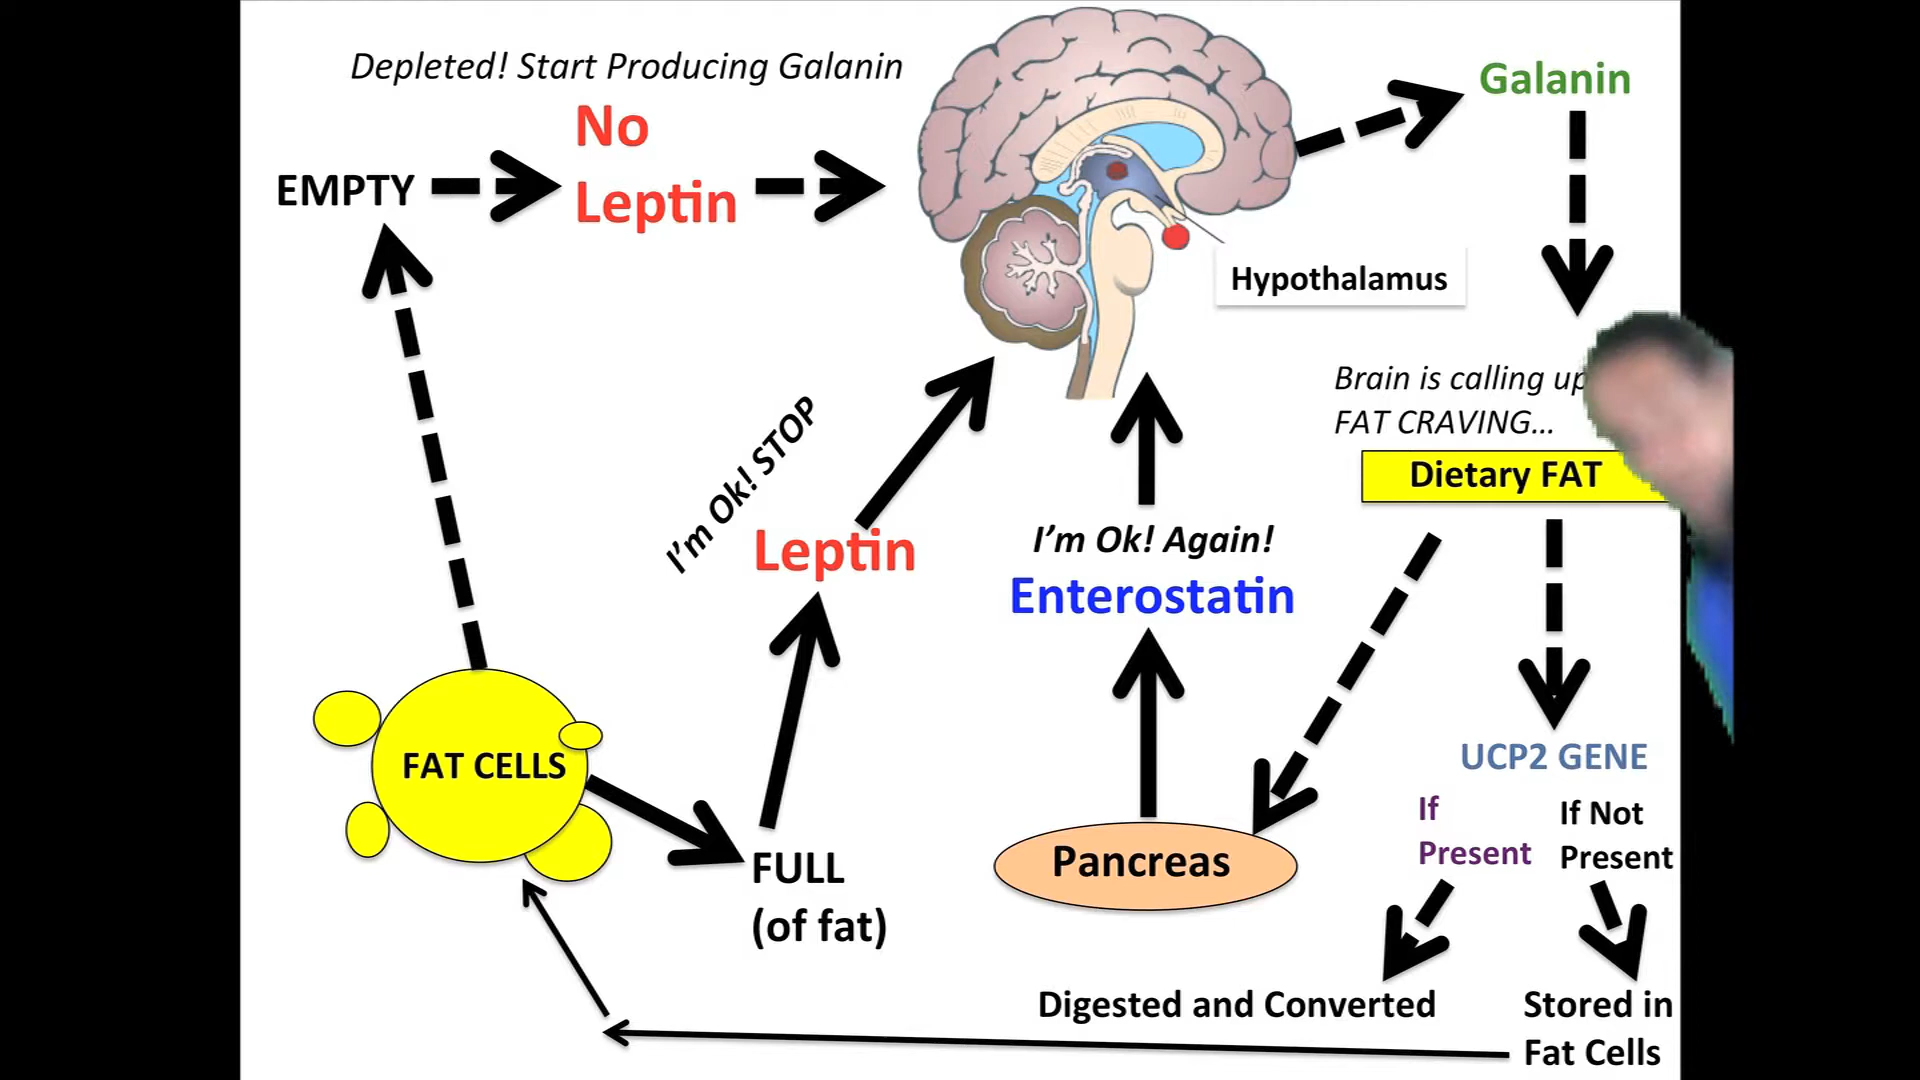 Depleted! Start Producing Galanin
No
Leptin
EMPTY
Galanin
Hypothalamus
Brain is calling up
FAT CRAVING...
Dietary FAT
I'm Ok! STOP
Leptin
I'm Ok! Again!
Enterostatin
FAT CELLS
FULL
(of fat)
Pancreas
UCP2 GENE
If
Present
If Not
Present
Digested and Converted
Stored in
Fat Cells